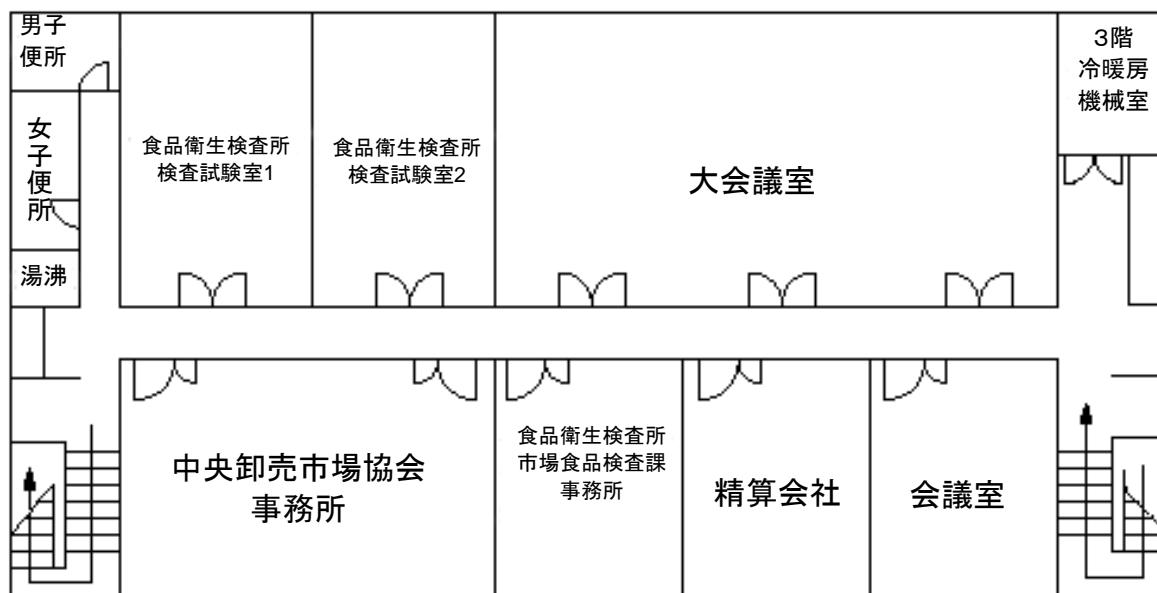 男子
便所
女子便所
湯沸
食品衛生検査所
検査試験室1
食品衛生検査所
検査試験室2
大会議室
3階
冷暖房
機械室
中央卸売市場協会
事務所
食品衛生検査所
市場食品検査課
事務所
精算会社
会議室